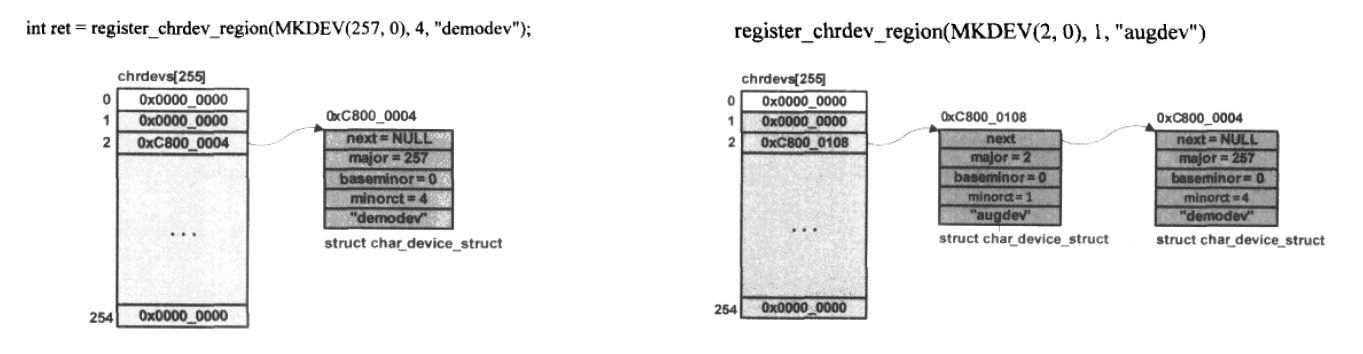 int ret = register_chrdev_region(MKDEV(257, 0), 4, "demodev");
chrdevs[255]
0 0x0000_0000
1 0x0000_0000
2 0xC800_0004
...
254 0x0000_0000
0xC800_0004
next = NULL
major = 257
baseminor = 0
minorct = 4
"demodev"
struct char_device_struct
register_chrdev_region(MKDEV(2, 0), 1, "augdev")
chrdevs[255]
0 0x0000_0000
1 0x0000_0000
2 0xC800_0108
...
254 0x0000_0000
0xC800_0108
next
major = 2
baseminor = 0
minorct = 1
"augdev"
struct char_device_struct
0xC800_0004
next = NULL
major = 257
baseminor = 0
minorct = 4
"demodev"
struct char_device_struct